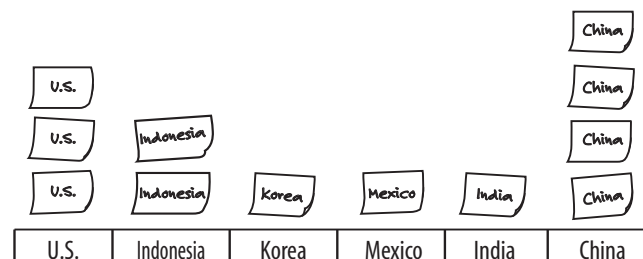 China
U.S. China
U.S. Indonesia China
U.S. Indonesia Korea Mexico India China
U.S. Indonesia Korea Mexico India China